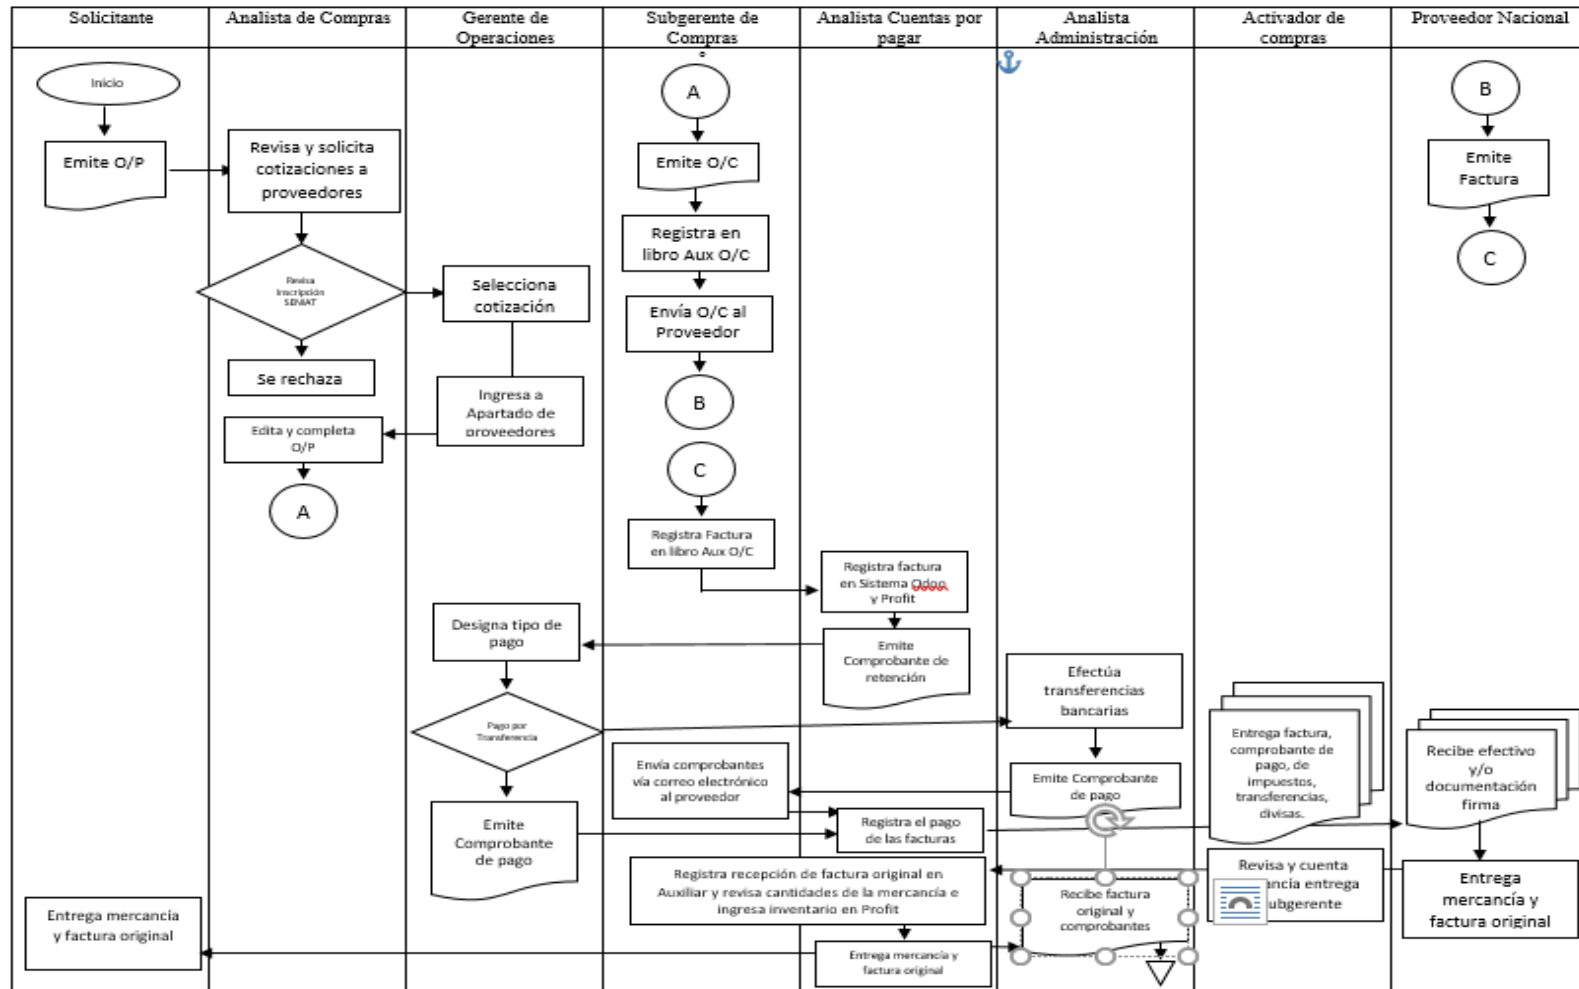 Solicitante
Analista de Compras
Gerente de
Operaciones
Subgerente de
Compras
Analista Cuentas por
pagar
Analista
Administración
Activador de
compras
Proveedor Nacional
Inicio
Emite O/P
Revisa y solicita
cotizaciones a
proveedores
Revisa
Inscripción
SENIAT
Se rechaza
Edita y completa
O/P
A
Selecciona
cotización
Ingresa a
Apartado de
proveedores
A
Emite O/C
Registra en
libro Aux O/C
Envía O/C al
Proveedor
B
C
Registra Factura
en libro Aux O/C
B
Emite
Factura
C
Registra factura
en Sistema Odoo
y Profit
Emite
Comprobante de
retención
Designa tipo de
pago
Pago por
Transferencia
Emite
Comprobante
de pago
Efectúa
transferencias
bancarias
Emite Comprobante
de pago
Envía comprobantes
vía correo electrónico
al proveedor
Registra el pago
de las facturas
Entrega factura,
comprobante de
pago, de
impuestos,
transferencias,
divisas.
Recibe efectivo
y/o
documentación
firma
Entrega
mercancía y
factura original
Revisa y cuenta
ancia entrega
ubgerente
Registra recepción de factura original en
Auxiliar y revisa cantidades de la mercancía e
ingresa inventario en Profit
Entrega mercancía y
factura original
Recibe factura
original y
comprobantes
Entrega mercancía
y factura original